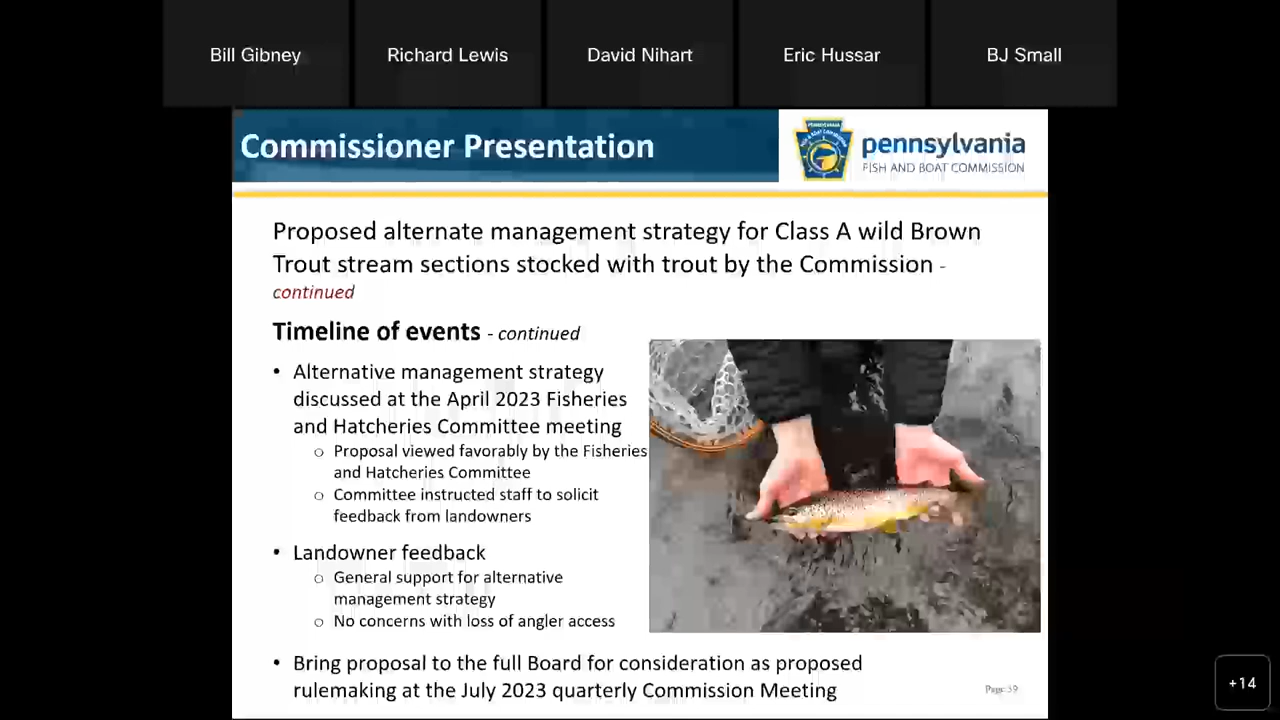 Bill Gibney
Richard Lewis
David Nihart
Eric Hussar
BJ Small
Commissioner Presentation
pennsylvania
FISH AND BOAT COMMISSION
Proposed alternate management strategy for Class A wild Brown
Trout stream sections stocked with trout by the Commission -
continued
Timeline of events - continued
• Alternative management strategy
discussed at the April 2023 Fisheries
and Hatcheries Committee meeting
○ Proposal viewed favorably by the Fisheries
and Hatcheries Committee
○ Committee instructed staff to solicit
feedback from landowners
• Landowner feedback
○ General support for alternative
management strategy
○ No concerns with loss of angler access
• Bring proposal to the full Board for consideration as proposed
rulemaking at the July 2023 quarterly Commission Meeting
Page 39
+14